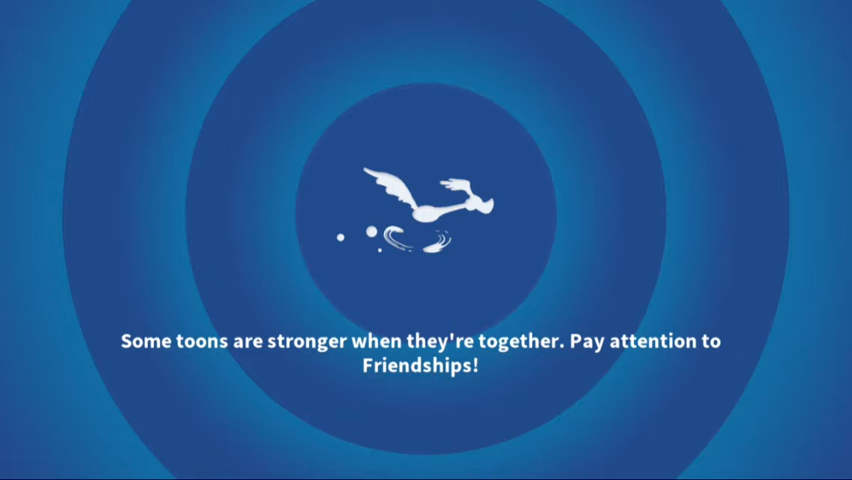 Some toons are stronger when they're together. Pay attention to
Friendships!